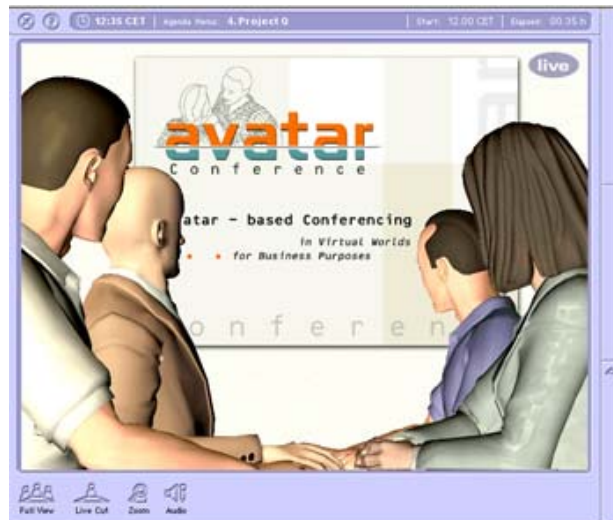 12:35 CET | Agenda Items: 4. Project Q | Start: 12.00 CET | Elapsed: 00.35 h
live
avatar
Conference
atar - based Conferencing
in Virtual Worlds
for Business Purposes
onferen
Full View Live Cut Zoom Audio